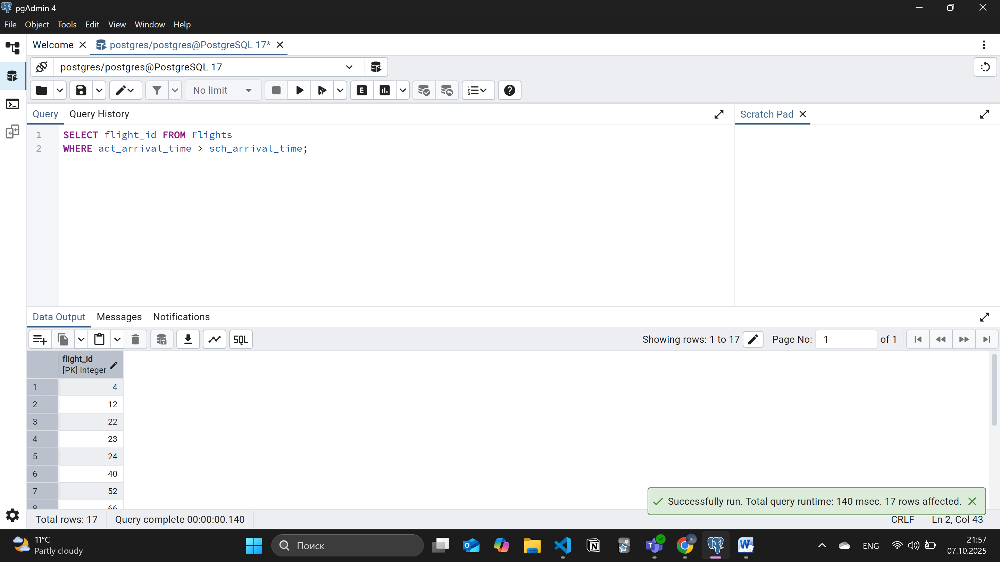 pgAdmin 4
File Object Tools Edit View Window Help
Welcome postgres/postgres@PostgreSQL 17*
postgres/postgres@PostgreSQL 17
No limit
E
Query Query History
Scratch Pad
1 SELECT flight_id FROM Flights
2 WHERE act_arrival_time > sch_arrival_time;
Data Output Messages Notifications
SQL
Showing rows: 1 to 17
Page No: 1 of 1
flight_id
[PK] integer
1 4
2 12
3 22
4 23
5 24
6 40
7 52
8 66
Successfully run. Total query runtime: 140 msec. 17 rows affected.
Total rows: 17
Query complete 00:00:00.140
CRLF
Ln 2, Col 43
11°C
Partly cloudy
Поиск
ENG
21:57
07.10.2025